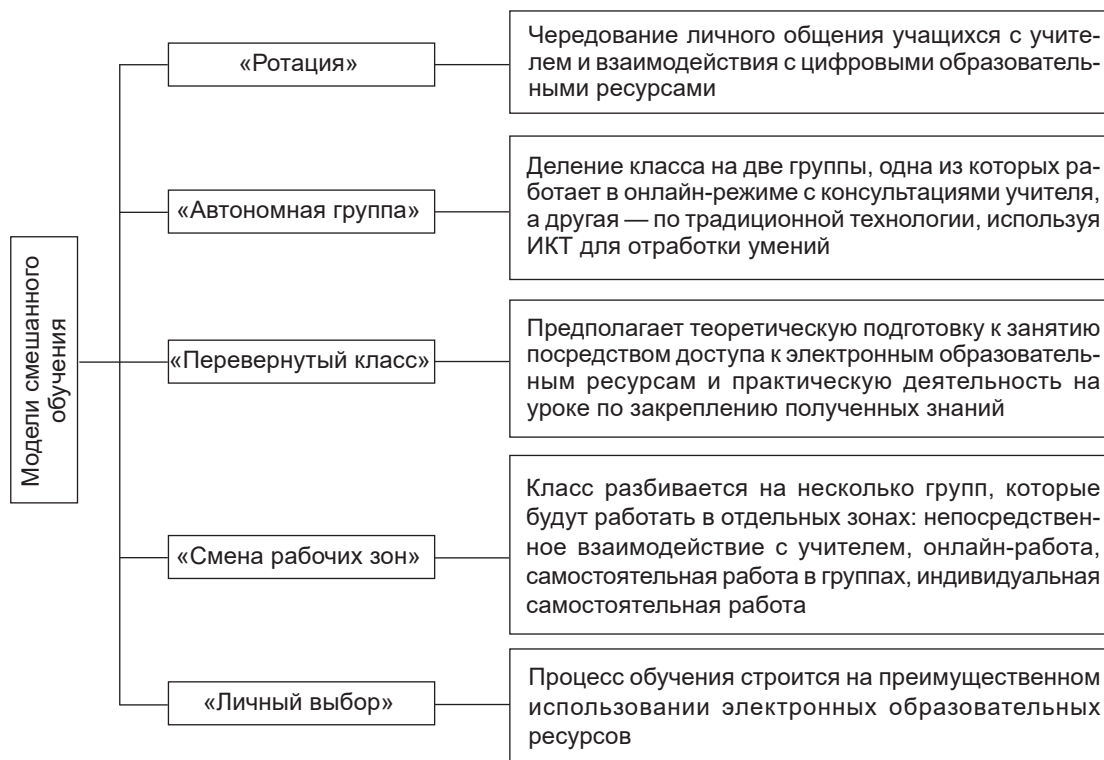 Модели смешанного
обучения
«Ротация»
Чередование личного общения учащихся с учите-
лем и взаимодействия с цифровыми образователь-
ными ресурсами
«Автономная группа»
Деление класса на две группы, одна из которых ра-
ботает в онлайн-режиме с консультациями учителя,
а другая — по традиционной технологии, используя
ИКТ для отработки умений
«Перевернутый класс»
Предполагает теоретическую подготовку к занятию
посредством доступа к электронным образователь-
ным ресурсам и практическую деятельность на
уроке по закреплению полученных знаний
«Смена рабочих зон»
Класс разбивается на несколько групп, которые
будут работать в отдельных зонах: непосредствен-
ное взаимодействие с учителем, онлайн-работа,
самостоятельная работа в группах, индивидуальная
самостоятельная работа
«Личный выбор»
Процесс обучения строится на преимущественном
использовании электронных образовательных
ресурсов